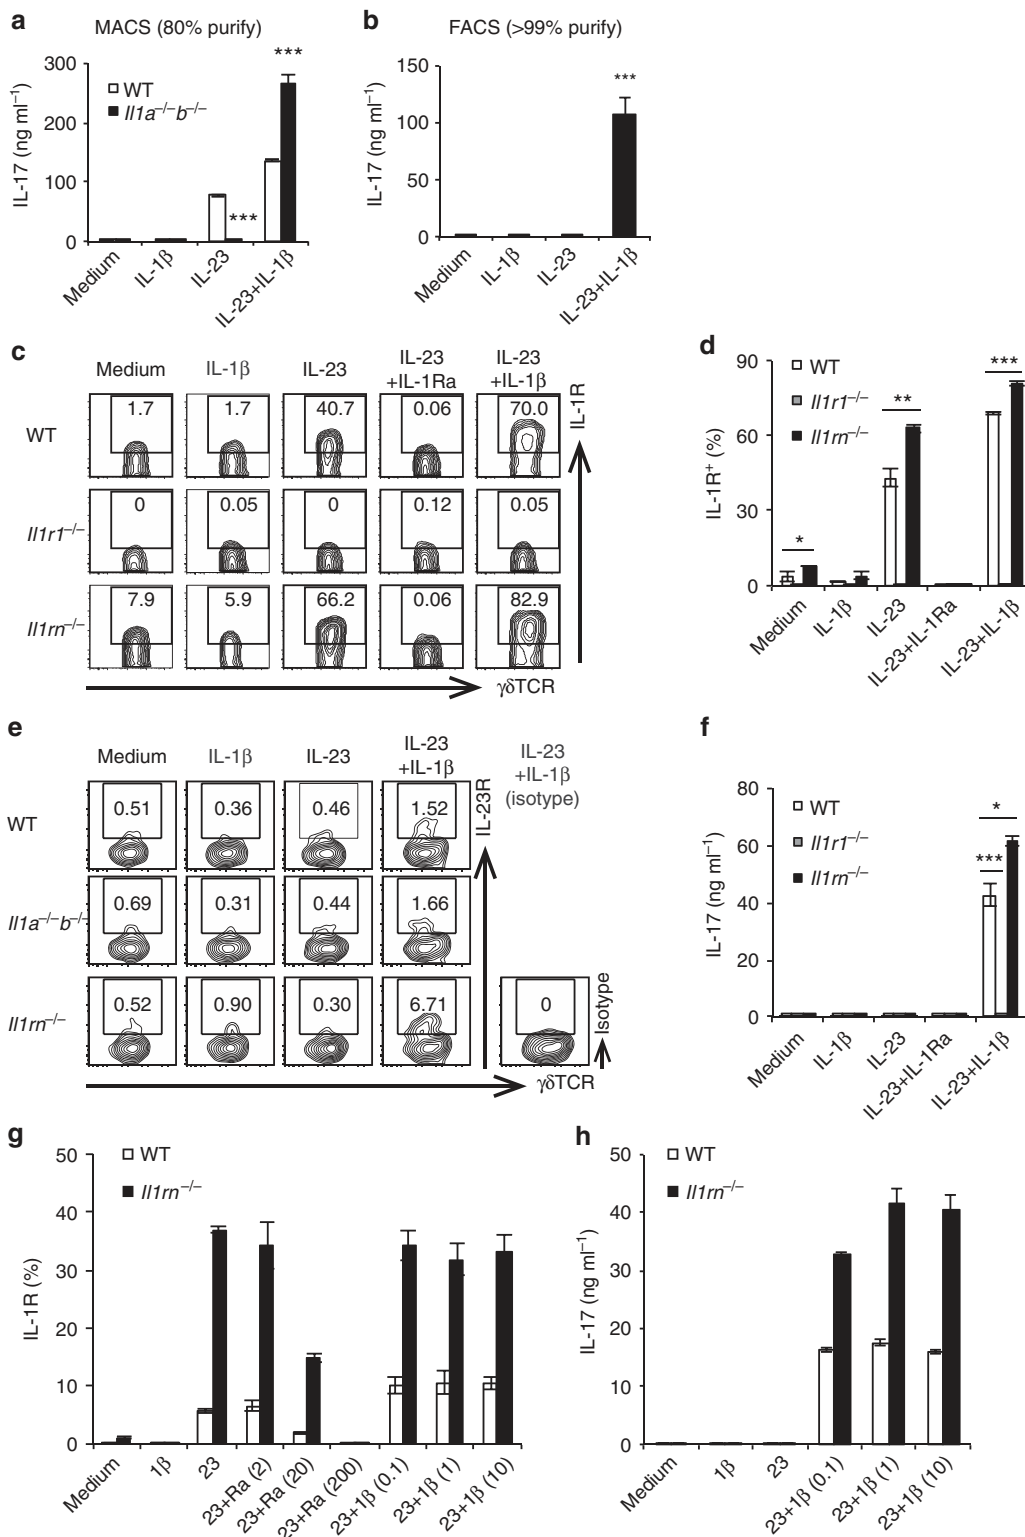 a
MACS (80% purify)
IL-17 (ng ml⁻¹)
300
200
100
0
WT
Il1a⁻/⁻b⁻/⁻
***
***
Medium
IL-1β
IL-23
IL-23+IL-1β
b
FACS (>99% purify)
IL-17 (ng ml⁻¹)
150
100
50
0
***
Medium
IL-1β
IL-23
IL-23+IL-1β
c
Medium
IL-1β
IL-23
IL-23
+IL-1Ra
IL-23
+IL-1β
WT
1.7
1.7
40.7
0.06
70.0
Il1r1⁻/⁻
0
0.05
0
0.12
0.05
Il1rn⁻/⁻
7.9
5.9
66.2
0.06
82.9
IL-1R
γδTCR
d
IL-1R⁺ (%)
90
60
30
0
WT
Il1r1⁻/⁻
Il1rn⁻/⁻
*
**
***
Medium
IL-1β
IL-23
IL-23+IL-1Ra
IL-23+IL-1β
e
Medium
IL-1β
IL-23
IL-23
+IL-1β
IL-23
+IL-1β
(isotype)
WT
0.51
0.36
0.46
1.52
Il1a⁻/⁻b⁻/⁻
0.69
0.31
0.44
1.66
Il1rn⁻/⁻
0.52
0.90
0.30
6.71
0
IL-23R
Isotype
γδTCR
f
IL-17 (ng ml⁻¹)
80
60
40
20
0
WT
Il1r1⁻/⁻
Il1rn⁻/⁻
*
***
Medium
IL-1β
IL-23
IL-23+IL-1Ra
IL-23+IL-1β
g
IL-1R (%)
50
40
30
20
10
0
WT
Il1rn⁻/⁻
Medium
1β
23
23+Ra (2)
23+Ra (20)
23+Ra (200)
23+1β (0.1)
23+1β (1)
23+1β (10)
h
IL-17 (ng ml⁻¹)
50
40
30
20
10
0
WT
Il1rn⁻/⁻
Medium
1β
23
23+1β (0.1)
23+1β (1)
23+1β (10)